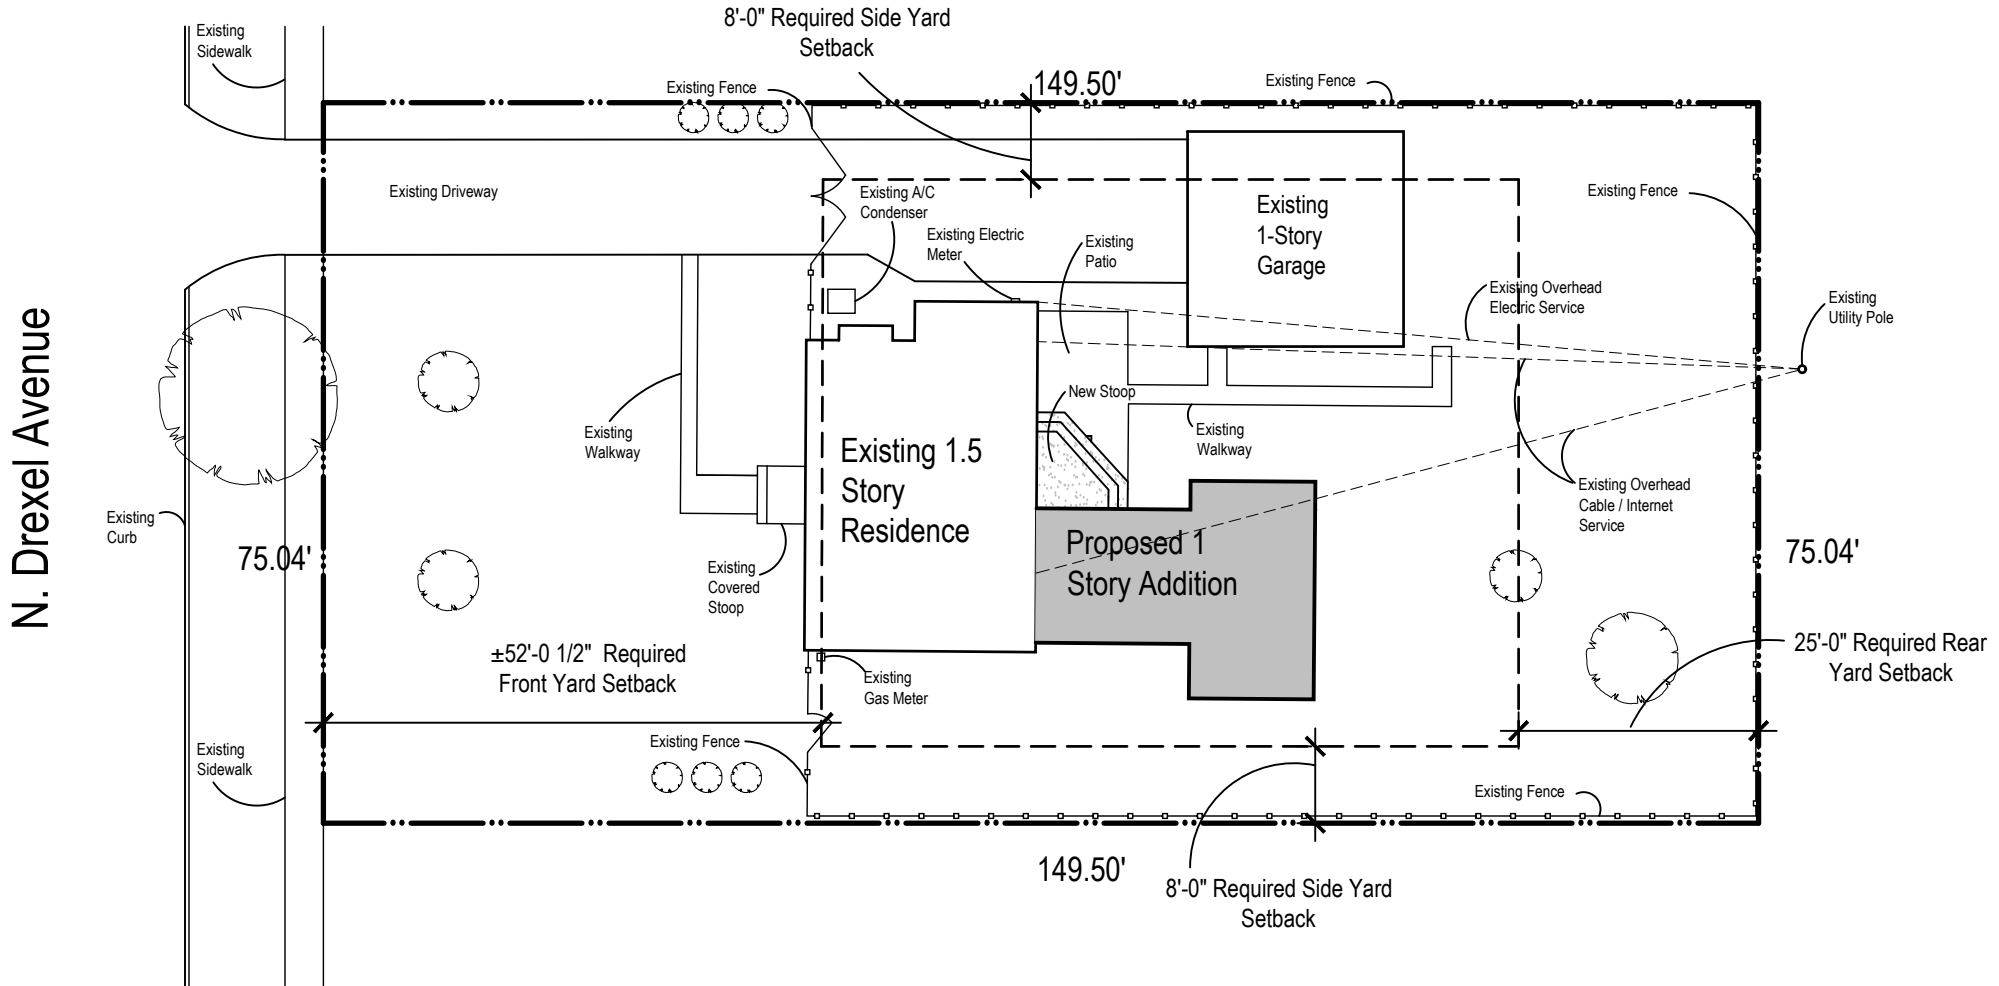 8'-0" Required Side Yard
Setback
Existing
Sidewalk
Existing Fence
149.50'
Existing Fence
Existing Driveway
Existing A/C
Condenser
Existing Electric
Meter
Existing
Patio
Existing
1-Story
Garage
Existing Fence
Existing Overhead
Electric Service
Existing
Utility Pole
N. Drexel Avenue
New Stoop
Existing
Walkway
Existing
Walkway
Existing 1.5
Story
Residence
Existing Overhead
Cable / Internet
Service
Existing
Curb
75.04'
Existing
Covered
Stoop
Proposed 1
Story Addition
75.04'
±52'-0 1/2" Required
Front Yard Setback
Existing
Gas Meter
25'-0" Required Rear
Yard Setback
Existing
Sidewalk
Existing Fence
Existing Fence
149.50'
8'-0" Required Side Yard
Setback